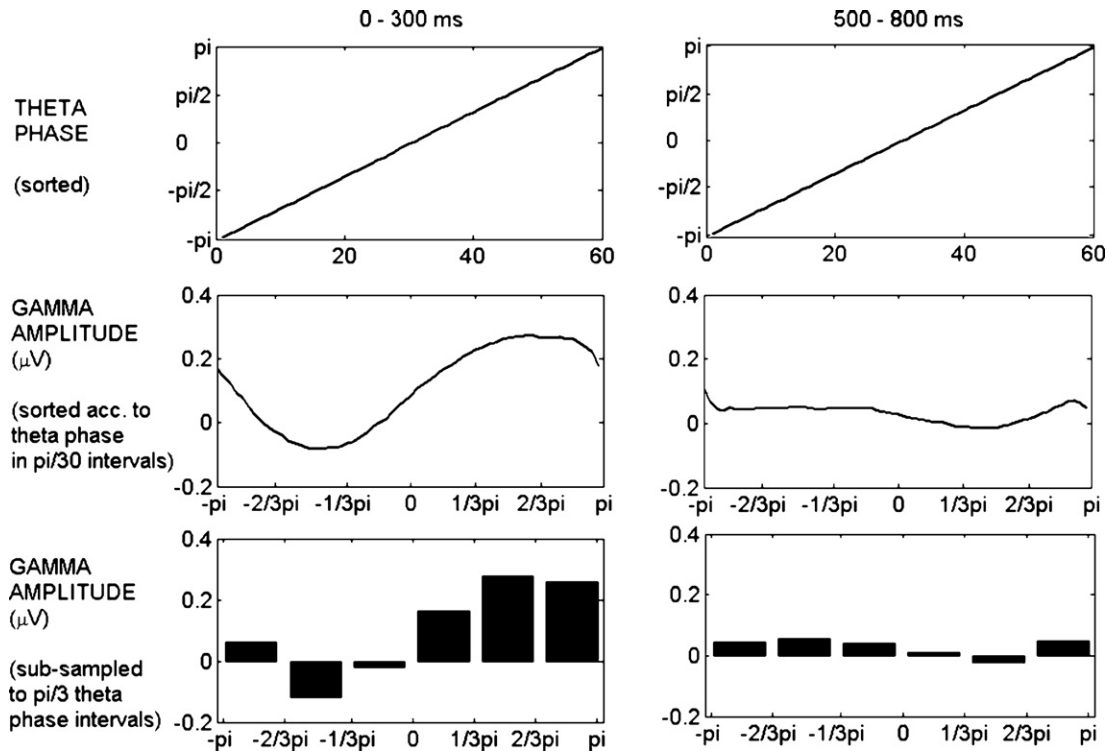 0 - 300 ms
500 - 800 ms
THETA
PHASE
(sorted)
pi
pi/2
0
-pi/2
-pi
0 20 40 60
pi
pi/2
0
-pi/2
-pi
0 20 40 60
GAMMA
AMPLITUDE
(μV)
(sorted acc. to
theta phase
in pi/30 intervals)
0.4
0.2
0
-0.2
-pi -2/3pi -1/3pi 0 1/3pi 2/3pi pi
0.4
0.2
0
-0.2
-pi -2/3pi -1/3pi 0 1/3pi 2/3pi pi
GAMMA
AMPLITUDE
(μV)
(sub-sampled
to pi/3 theta
phase intervals)
0.4
0.2
0
-0.2
-pi -2/3pi -1/3pi 0 1/3pi 2/3pi pi
0.4
0.2
0
-0.2
-pi -2/3pi -1/3pi 0 1/3pi 2/3pi pi